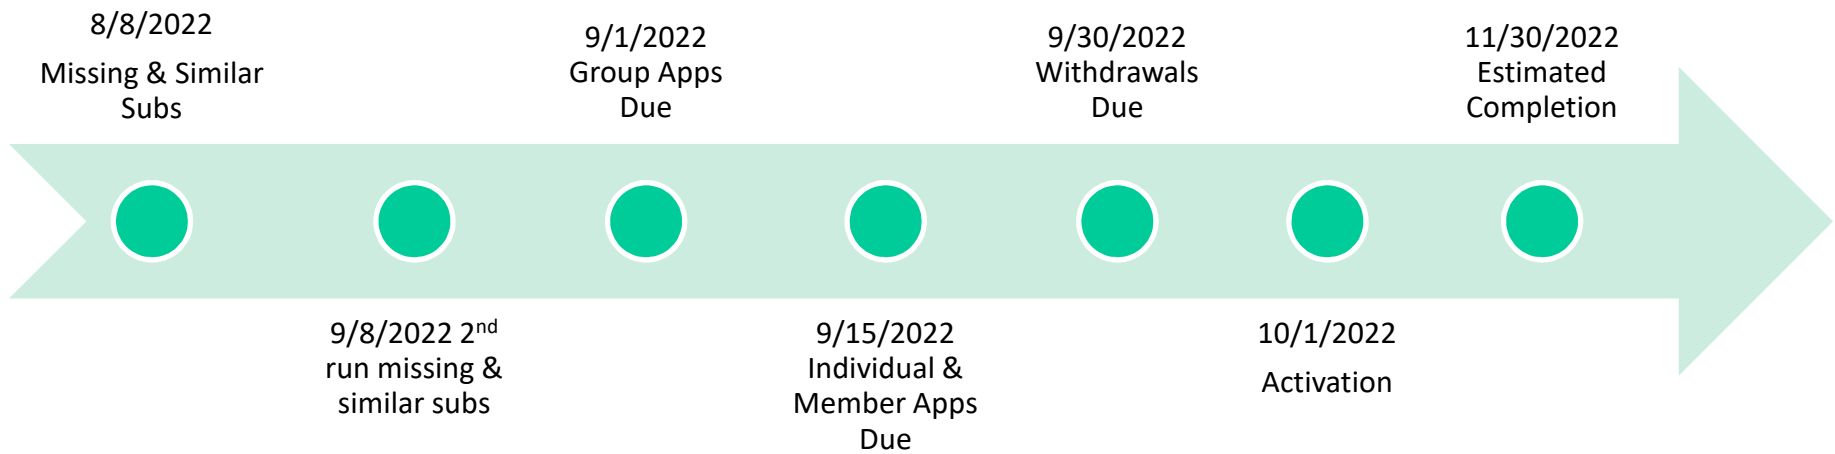 8/8/2022
Missing & Similar
Subs
9/8/2022 2nd
run missing &
similar subs
9/1/2022
Group Apps
Due
9/15/2022
Individual &
Member Apps
Due
9/30/2022
Withdrawals
Due
10/1/2022
Activation
11/30/2022
Estimated
Completion